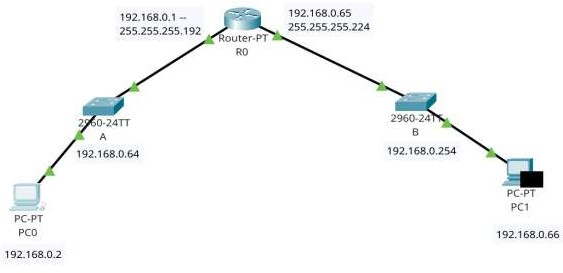 192.168.0.1 --
255.255.255.192
192.168.0.65
255.255.255.224
Router-PT
R0
2960-24TT
A
192.168.0.64
2960-24TT
B
192.168.0.254
PC-PT
PC0
192.168.0.2
PC-PT
PC1
192.168.0.66